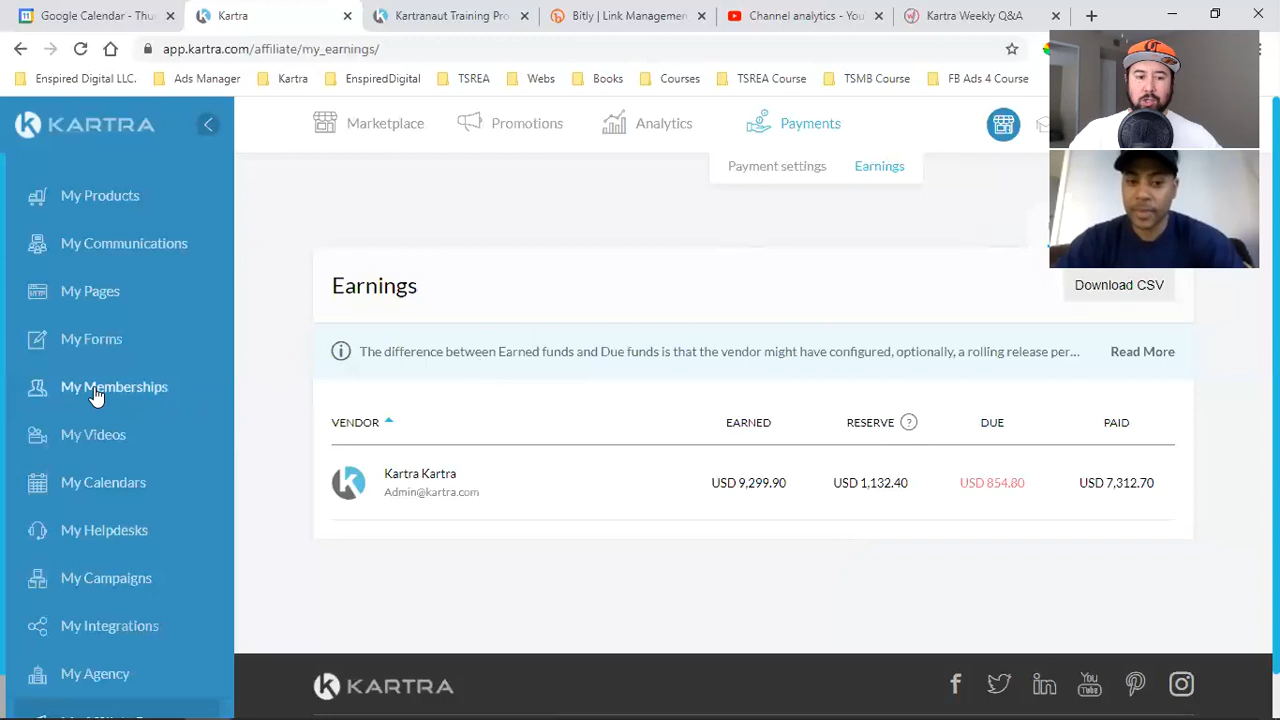 Google Calendar - Thu
Kartra
Kartranaut Training Pro
Bitly | Link Managemen
Channel analytics - You
Kartra Weekly Q&A
app.kartra.com/affiliate/my_earnings/
Enspired Digital LLC.
Ads Manager
Kartra
EnspiredDigital
TSREA
Webs
Books
Courses
TSREA Course
TSMB Course
FB Ads 4 Course
KARTRA
Marketplace
Promotions
Analytics
Payments
Payment settings
Earnings
My Products
My Communications
My Pages
My Forms
My Memberships
My Videos
My Calendars
My Helpdesks
My Campaigns
My Integrations
My Agency
Earnings
Download CSV
The difference between Earned funds and Due funds is that the vendor might have configured, optionally, a rolling release per...
Read More
VENDOR
EARNED
RESERVE ?
DUE
PAID
Kartra Kartra
Admin@kartra.com
USD 9,299.90
USD 1,132.40
USD 854.80
USD 7,312.70
KARTRA
You
Tube